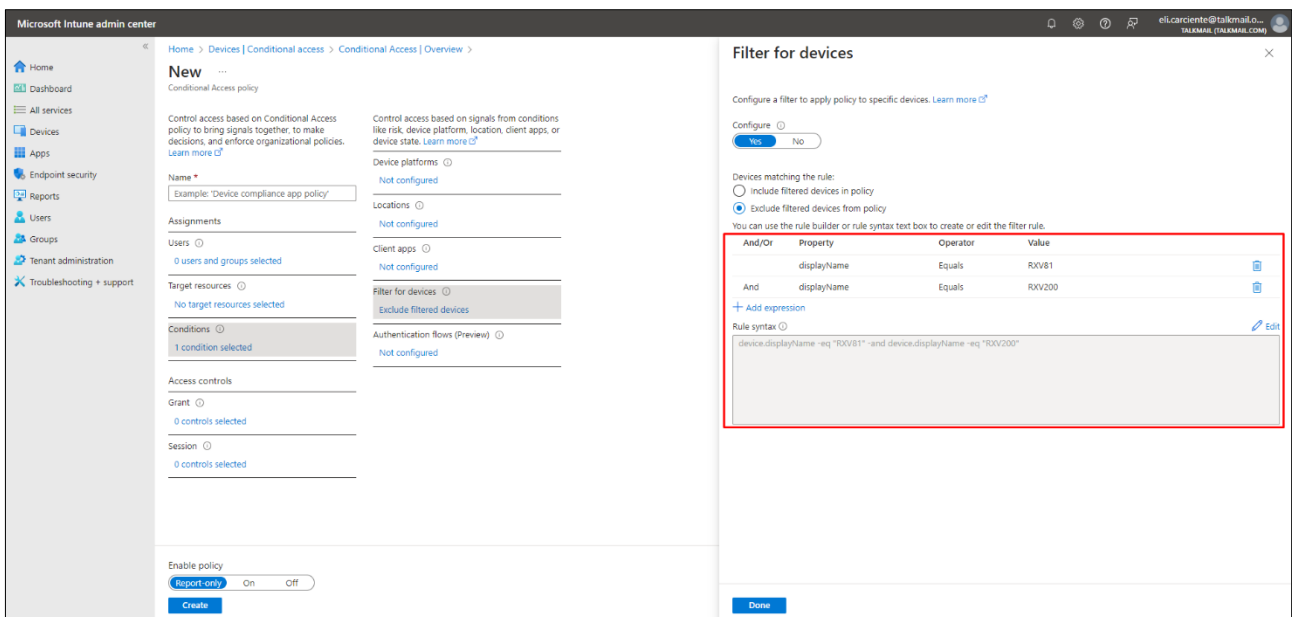 Microsoft Intune admin center
eli.carciente@talkmail.o...
TALKMAIL (TALKMAIL.COM)
Home
Dashboard
All services
Devices
Apps
Endpoint security
Reports
Users
Groups
Tenant administration
Troubleshooting + support
Home > Devices | Conditional access > Conditional Access | Overview >
New ...
Conditional Access policy
Control access based on Conditional Access
policy to bring signals together, to make
decisions, and enforce organizational policies.
Learn more
Name *
Example: 'Device compliance app policy'
Assignments
Users
0 users and groups selected
Target resources
No target resources selected
Conditions
1 condition selected
Access controls
Grant
0 controls selected
Session
0 controls selected
Enable policy
Report-only On Off
Create
Control access based on signals from conditions
like risk, device platform, location, client apps, or
device state. Learn more
Device platforms
Not configured
Locations
Not configured
Client apps
Not configured
Filter for devices
Exclude filtered devices
Authentication flows (Preview)
Not configured
Filter for devices
Configure a filter to apply policy to specific devices. Learn more
Configure
Yes No
Devices matching the rule:
Include filtered devices in policy
Exclude filtered devices from policy
You can use the rule builder or rule syntax text box to create or edit the filter rule.
And/Or Property Operator Value
displayName Equals RXV81
And displayName Equals RXV200
+ Add expression
Rule syntax
Edit
device.displayName -eq "RXV81" -and device.displayName -eq "RXV200"
Done